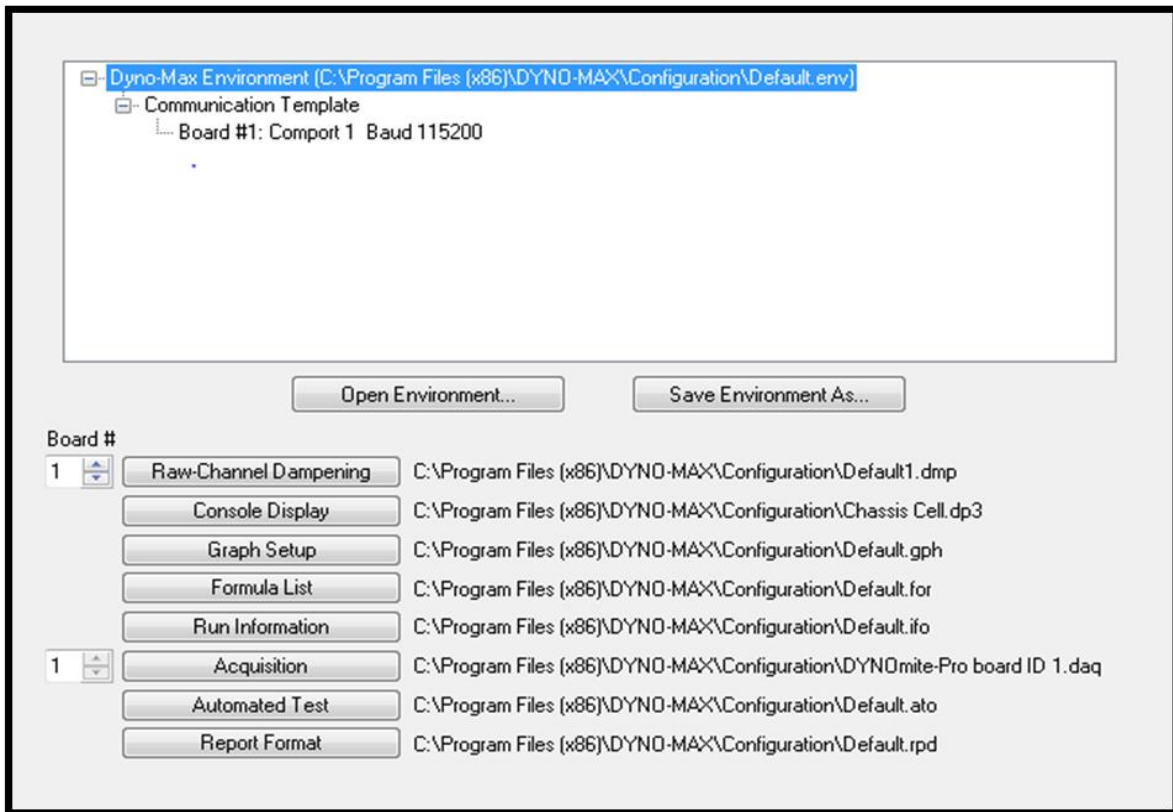 Dyno-Max Environment (C:\Program Files (x86)\DYNO-MAX\Configuration\Default.env)
Communication Template
Board #1: Comport 1 Baud 115200
Open Environment... Save Environment As...
Board #
1 Raw-Channel Dampening C:\Program Files (x86)\DYNO-MAX\Configuration\Default1.dmp
Console Display C:\Program Files (x86)\DYNO-MAX\Configuration\Chassis Cell.dp3
Graph Setup C:\Program Files (x86)\DYNO-MAX\Configuration\Default.gph
Formula List C:\Program Files (x86)\DYNO-MAX\Configuration\Default.for
Run Information C:\Program Files (x86)\DYNO-MAX\Configuration\Default.ifo
1 Acquisition C:\Program Files (x86)\DYNO-MAX\Configuration\DYNOmite-Pro board ID 1.daq
Automated Test C:\Program Files (x86)\DYNO-MAX\Configuration\Default.ato
Report Format C:\Program Files (x86)\DYNO-MAX\Configuration\Default.rpd